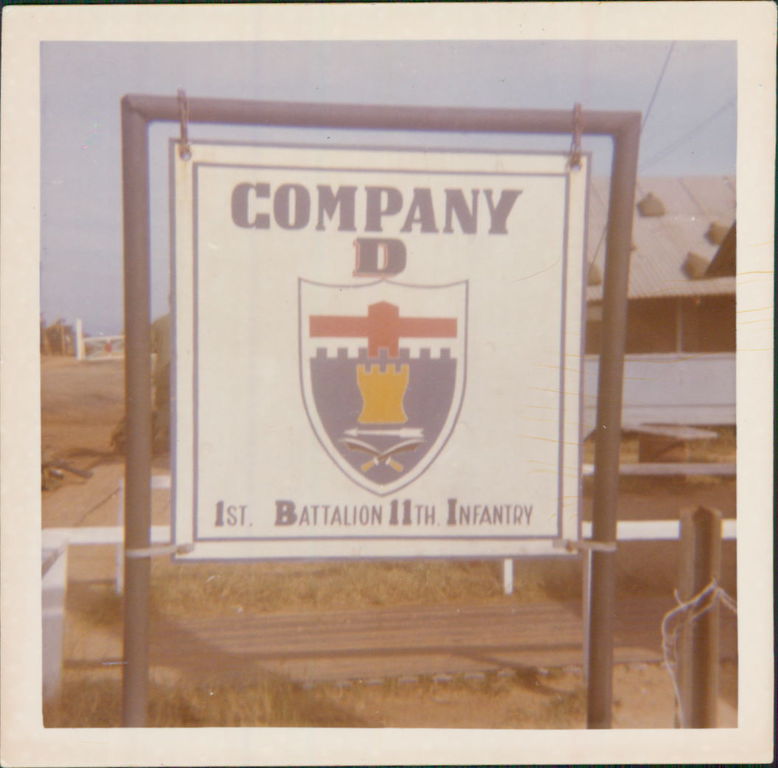 COMPANY
D
1ST. BATTALION 11TH. INFANTRY